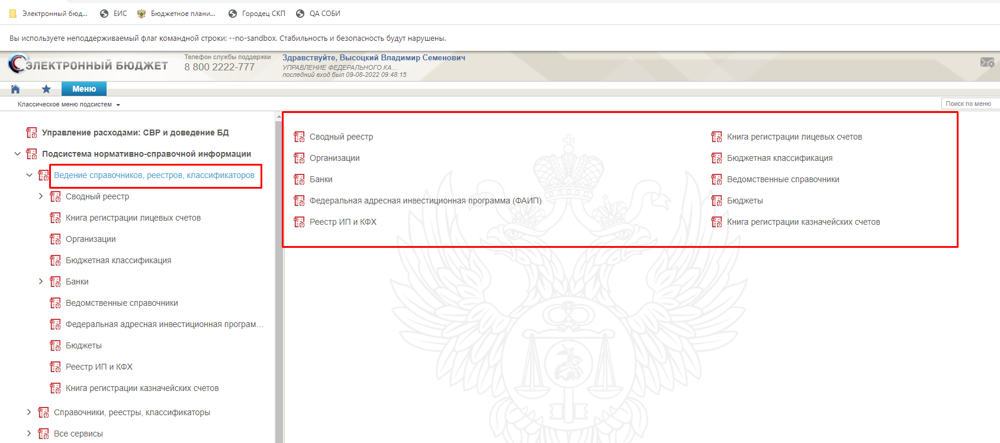 Электронный бюд...
ЕИС
Бюджетное плани...
Городец СКП
QA СОБИ
Вы используете неподдерживаемый флаг командной строки: --no-sandbox. Стабильность и безопасность будут нарушены.
ЭЛЕКТРОННЫЙ БЮДЖЕТ
Телефон службы поддержки
8 800 2222-777
Здравствуйте, Высоцкий Владимир Семенович
УПРАВЛЕНИЕ ФЕДЕРАЛЬНОГО КА...
последний вход был 09-08-2022 09:48:15
Меню
Классическое меню подсистем
Поиск по меню
Управление расходами: СВР и доведение БД
Подсистема нормативно-справочной информации
Ведение справочников, реестров, классификаторов
Сводный реестр
Книга регистрации лицевых счетов
Организации
Бюджетная классификация
Банки
Ведомственные справочники
Федеральная адресная инвестиционная програм...
Бюджеты
Реестр ИП и КФХ
Книга регистрации казначейских счетов
Справочники, реестры, классификаторы
Все сервисы
Сводный реестр
Организации
Банки
Федеральная адресная инвестиционная программа (ФАИП)
Реестр ИП и КФХ
Книга регистрации лицевых счетов
Бюджетная классификация
Ведомственные справочники
Бюджеты
Книга регистрации казначейских счетов